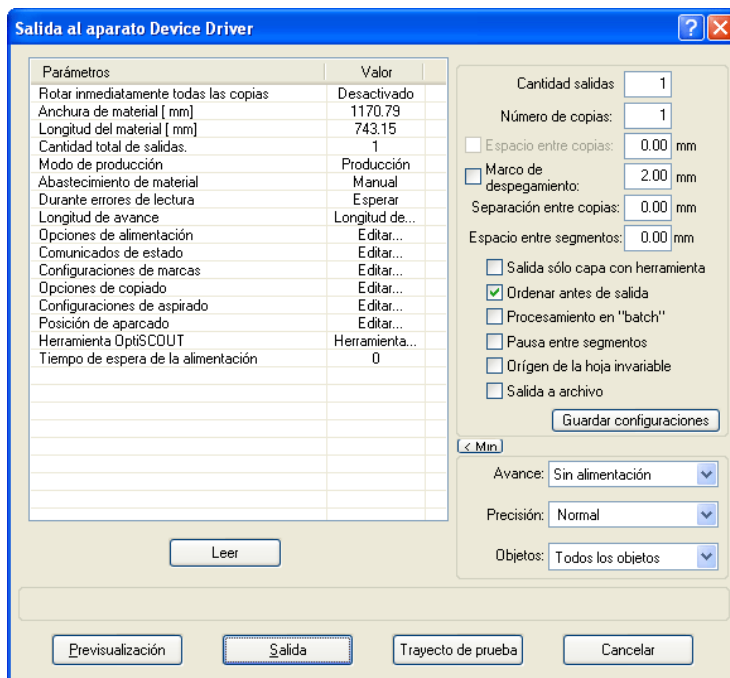 Salida al aparato Device Driver
Parámetros Valor
Rotar inmediatamente todas las copias Desactivado
Anchura de material [ mm] 1170.79
Longitud del material [ mm] 743.15
Cantidad total de salidas. 1
Modo de producción Producción
Abastecimiento de material Manual
Durante errores de lectura Esperar
Longitud de avance Longitud de...
Opciones de alimentación Editar...
Comunicados de estado Editar...
Configuraciones de marcas Editar...
Opciones de copiado Editar...
Configuraciones de aspirado Editar...
Posición de aparcado Editar...
Herramienta OptiSCOUT Herramienta...
Tiempo de espera de la alimentación 0
Leer
Cantidad salidas 1
Número de copias: 1
Espacio entre copias: 0.00 mm
Marco de despegamiento: 2.00 mm
Separación entre copias: 0.00 mm
Espacio entre segmentos: 0.00 mm
Salida sólo capa con herramienta
Ordenar antes de salida
Procesamiento en "batch"
Pausa entre segmentos
Orígen de la hoja invariable
Salida a archivo
Guardar configuraciones
< Min
Avance: Sin alimentación
Precisión: Normal
Objetos: Todos los objetos
Previsualización Salida Trayecto de prueba Cancelar